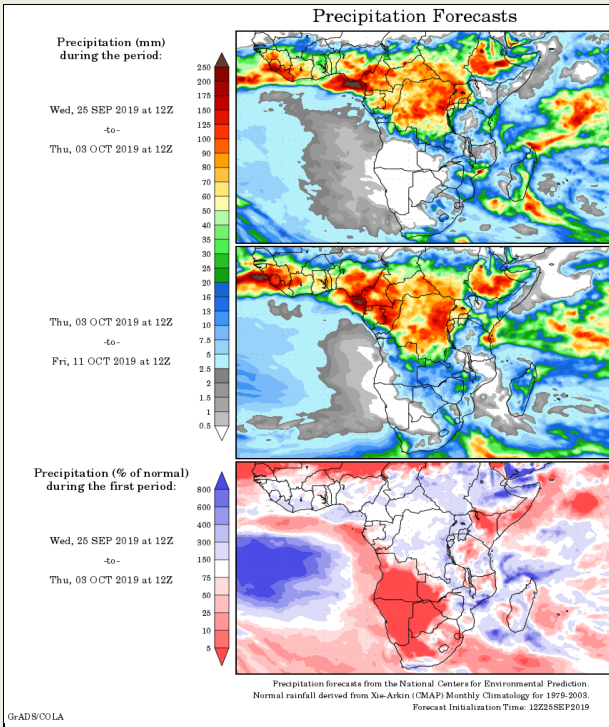 Precipitation Forecasts
Precipitation (mm)
during the period:
Wed, 25 SEP 2019 at 12Z
-to-
Thu, 03 OCT 2019 at 12Z
250
200
175
150
125
100
90
80
70
60
50
40
35
30
25
20
16
13
10
7.5
5
2.5
2
1.5
1
0.5
Thu, 03 OCT 2019 at 12Z
-to-
Fri, 11 OCT 2019 at 12Z
Precipitation (% of normal)
during the first period:
Wed, 25 SEP 2019 at 12Z
-to-
Thu, 03 OCT 2019 at 12Z
800
600
400
300
150
75
50
25
10
5
Precipitation forecasts from the National Centers for Environmental Prediction.
Normal rainfall derived from Xie-Arkin (CMAP) Monthly Climatology for 1979-2003.
Forecast Initialization Time: 12Z25SEP2019
GrADS/COLA